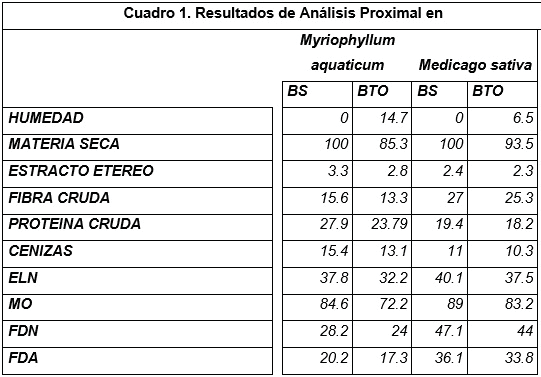 Cuadro 1. Resultados de Análisis Proximal en
Myriophyllum
aquaticum Medicago sativa
BS BTO BS BTO
HUMEDAD 0 14.7 0 6.5
MATERIA SECA 100 85.3 100 93.5
ESTRACTO ETEREO 3.3 2.8 2.4 2.3
FIBRA CRUDA 15.6 13.3 27 25.3
PROTEINA CRUDA 27.9 23.79 19.4 18.2
CENIZAS 15.4 13.1 11 10.3
ELN 37.8 32.2 40.1 37.5
MO 84.6 72.2 89 83.2
FDN 28.2 24 47.1 44
FDA 20.2 17.3 36.1 33.8